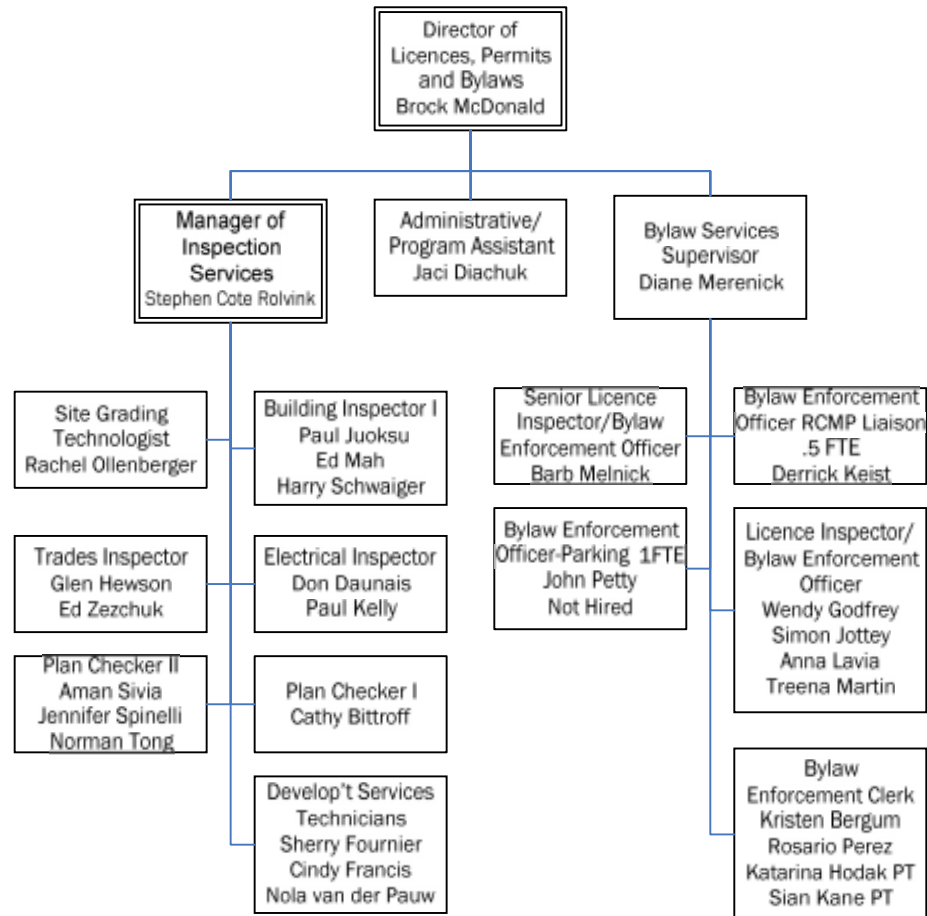 Director of
Licences, Permits
and Bylaws
Brock McDonald
Manager of
Inspection
Services
Stephen Cote Rolvink
Administrative/
Program Assistant
Jaci Diachuk
Bylaw Services
Supervisor
Diane Merenick
Site Grading
Technologist
Rachel Ollenberger
Building Inspector I
Paul Juoksu
Ed Mah
Harry Schwaiger
Trades Inspector
Glen Hewson
Ed Zezchuk
Electrical Inspector
Don Daunais
Paul Kelly
Plan Checker II
Aman Sivia
Jennifer Spinelli
Norman Tong
Plan Checker I
Cathy Bittroff
Develop't Services
Technicians
Sherry Fournier
Cindy Francis
Nola van der Pauw
Senior Licence
Inspector/Bylaw
Enforcement Officer
Barb Melnick
Bylaw Enforcement
Officer RCMP Liaison
.5 FTE
Derrick Keist
Bylaw Enforcement
Officer-Parking 1FTE
John Petty
Not Hired
Licence Inspector/
Bylaw Enforcement
Officer
Wendy Godfrey
Simon Jottey
Anna Lavia
Treena Martin
Bylaw
Enforcement Clerk
Kristen Bergum
Rosario Perez
Katarina Hodak PT
Sian Kane PT